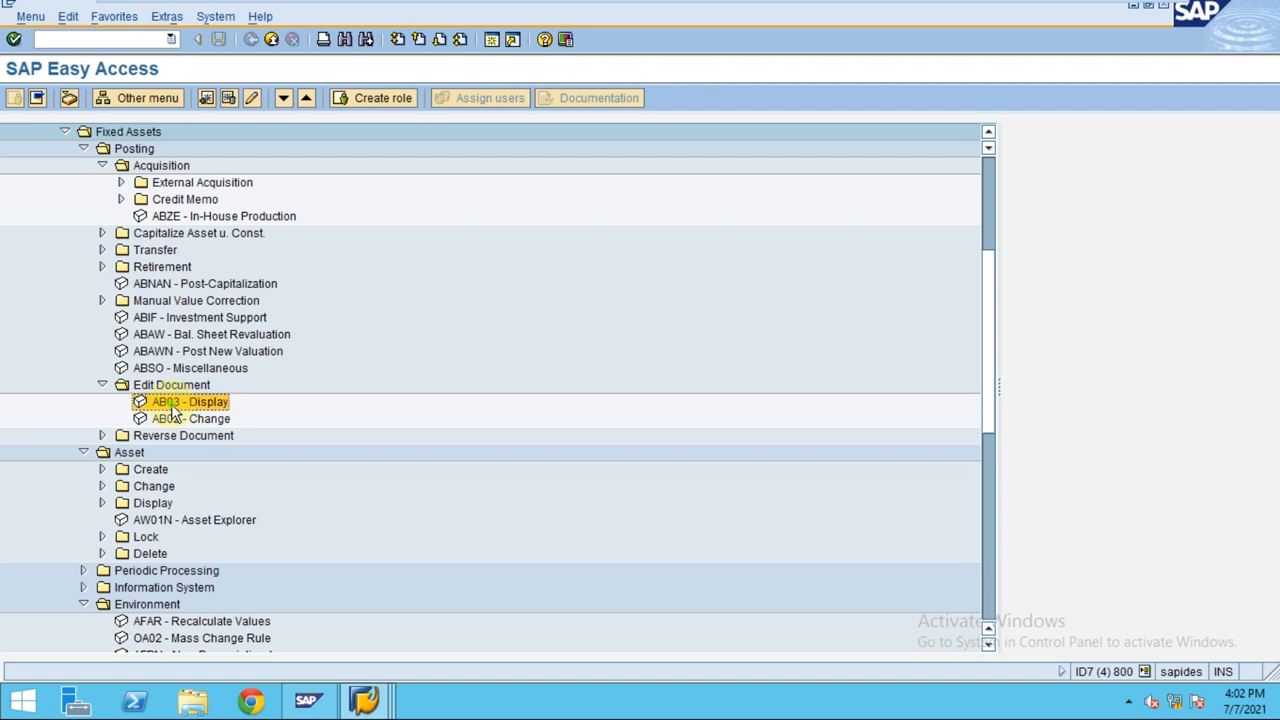 Menu Edit Favorites Extras System Help
SAP
SAP Easy Access
Other menu Create role Assign users Documentation
Fixed Assets
Posting
Acquisition
External Acquisition
Credit Memo
ABZE - In-House Production
Capitalize Asset u. Const.
Transfer
Retirement
ABNAN - Post-Capitalization
Manual Value Correction
ABIF - Investment Support
ABAW - Bal. Sheet Revaluation
ABAWN - Post New Valuation
ABSO - Miscellaneous
Edit Document
AB03 - Display
- Change
Reverse Document
Asset
Create
Change
Display
AW01N - Asset Explorer
Lock
Delete
Periodic Processing
Information System
Environment
AFAR - Recalculate Values
OA02 - Mass Change Rule
Activate Windows
Go to System in Control Panel to activate Windows.
ID7 (4) 800 sapides INS
SAP
4:02 PM
7/7/2021